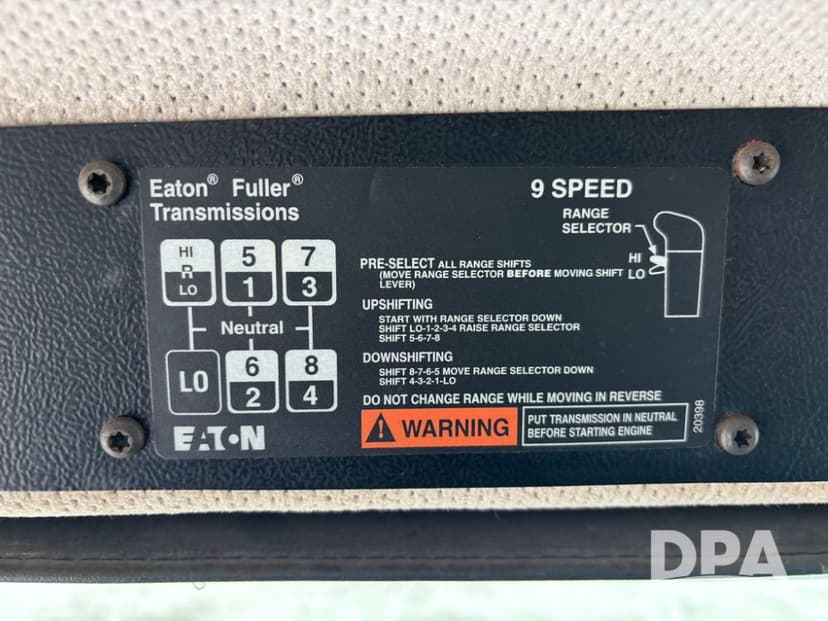 Eaton® Fuller®
Transmissions
9 SPEED
RANGE
SELECTOR
HI
LO
HI
R
LO
5
1
7
3
Neutral
LO
6
2
8
4
EATON
PRE-SELECT ALL RANGE SHIFTS
(MOVE RANGE SELECTOR BEFORE MOVING SHIFT
LEVER)
UPSHIFTING
START WITH RANGE SELECTOR DOWN
SHIFT LO-1-2-3-4 RAISE RANGE SELECTOR
SHIFT 5-6-7-8
DOWNSHIFTING
SHIFT 8-7-6-5 MOVE RANGE SELECTOR DOWN
SHIFT 4-3-2-1-LO
DO NOT CHANGE RANGE WHILE MOVING IN REVERSE
WARNING
PUT TRANSMISSION IN NEUTRAL
BEFORE STARTING ENGINE
20398
DPA